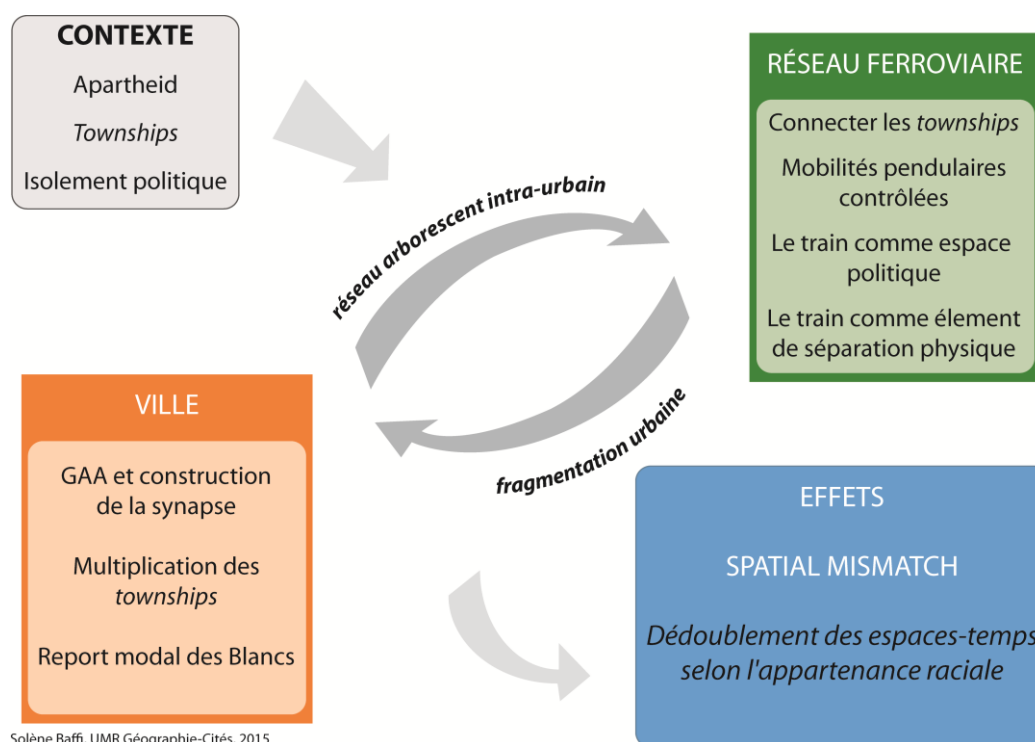 CONTEXTE
Apartheid
Townships
Isolement politique
RÉSEAU FERROVIAIRE
Connecter les townships
Mobilités pendulaires
contrôlées
Le train comme espace
politique
Le train comme élement
de séparation physique
réseau arborescent intra-urbain
fragmentation urbaine
VILLE
GAA et construction
de la synapse
Multiplication des
townships
Report modal des Blancs
EFFETS
SPATIAL MISMATCH
Dédoublement des espaces-temps
selon l'appartenance raciale
Solène Baffi, UMR Géographie-Cités, 2015